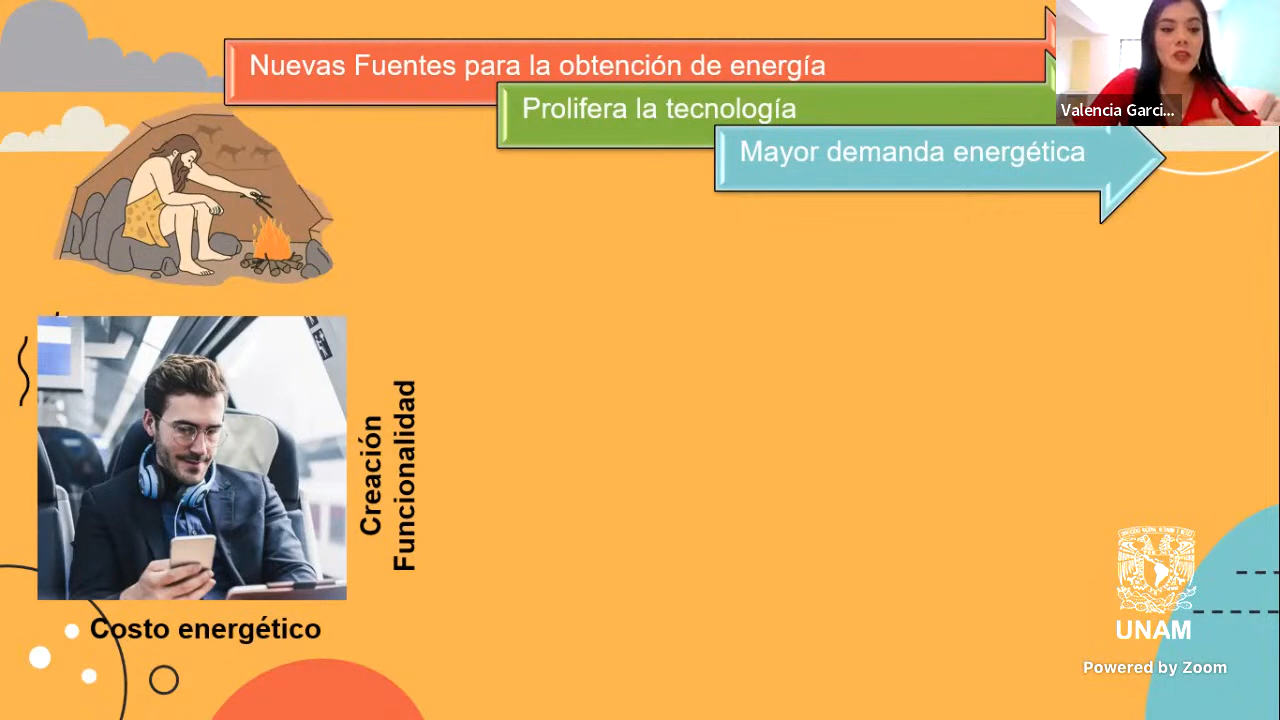 Nuevas Fuentes para la obtención de energía
Prolifera la tecnología
Mayor demanda energética
Valencia Garci...
Creación
Funcionalidad
Costo energético
UNAM
Powered by Zoom